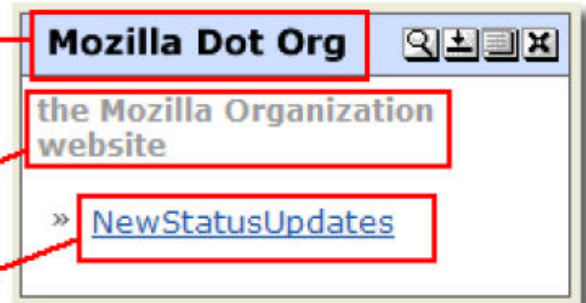 Mozilla Dot Org
the Mozilla Organization
website
» NewStatusUpdates